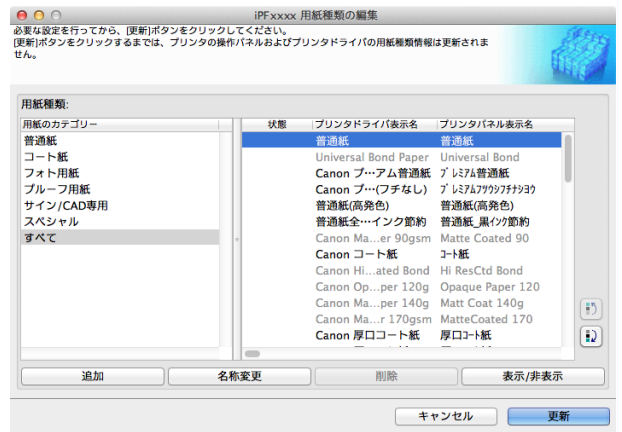 iPFxxxx 用紙種類の編集
必要な設定を行ってから、[更新]ボタンをクリックしてください。
[更新]ボタンをクリックするまでは、プリンタの操作パネルおよびプリンタドライバの用紙種類情報は更新されま
せん。
用紙種類:
用紙のカテゴリー
普通紙
コート紙
フォト用紙
プルーフ用紙
サイン/CAD専用
スペシャル
すべて
状態 プリンタドライバ表示名 プリンタパネル表示名
普通紙 普通紙
Universal Bond Paper Universal Bond
Canon プ…アム普通紙 プレミアム普通紙
Canon プ…(フチなし) プレミアムフツウシフチナシヨウ
普通紙(高発色) 普通紙(高発色)
普通紙全…インク節約 普通紙_黒インク節約
Canon Ma…er 90gsm Matte Coated 90
Canon コート紙 コート紙
Canon Hi…ated Bond Hi ResCtd Bond
Canon Op…per 120g Opaque Paper 120
Canon Ma…per 140g Matt Coat 140g
Canon Ma…r 170gsm MatteCoated 170
Canon 厚口コート紙 厚口コート紙
追加 名称変更 削除 表示/非表示
キャンセル 更新